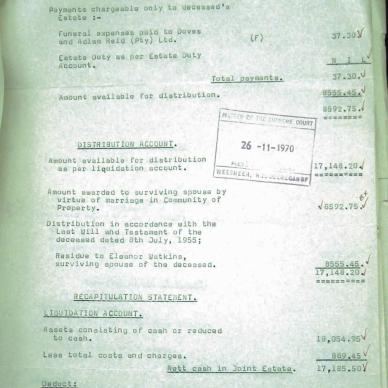 Payments chargeable only to deceased's
Estate :-
Funeral expenses paid to Doves
and Adlam Reid (Pty) Ltd. (F) 37.30
Estate Duty as per Estate Duty
Account. N I L
Total payments. 37.30
Amount available for distribution. 8555.45
8592.75
DISTRIBUTION ACCOUNT.
MASTER OF THE SUPREME COURT
26 -11- 1970
Amount available for distribution
as per liquidation account. 17,148.20
Amount awarded to surviving spouse by
virtue of marriage in Community of
Property. 8592.75
Distribution in accordance with the
Last Will and Testament of the
deceased dated 8th July, 1955;
Residue to Eleanor Watkins,
surviving spouse of the deceased. 8555.45
17,148.20
RECAPITULATION STATEMENT.
LIQUIDATION ACCOUNT.
Assets consisting of cash or reduced
to cash. 18,054.95
Less total costs and charges. 869.45
Nett cash in Joint Estate. 17,185.50
Deduct: